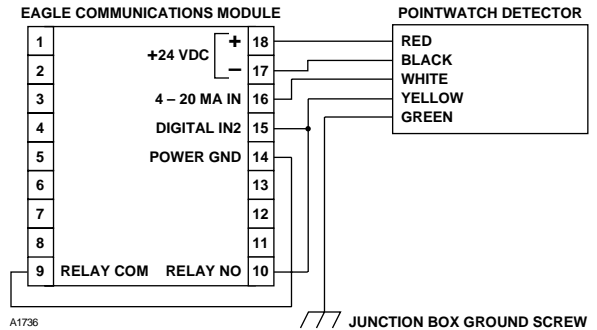 EAGLE COMMUNICATIONS MODULE
POINTWATCH DETECTOR
1
+24 VDC
+
18
RED
2
–
17
BLACK
WHITE
3
4 – 20 MA IN
16
YELLOW
4
DIGITAL IN2
15
GREEN
5
POWER GND
14
6
13
7
12
8
11
9
RELAY COM
RELAY NO
10
A1736
JUNCTION BOX GROUND SCREW